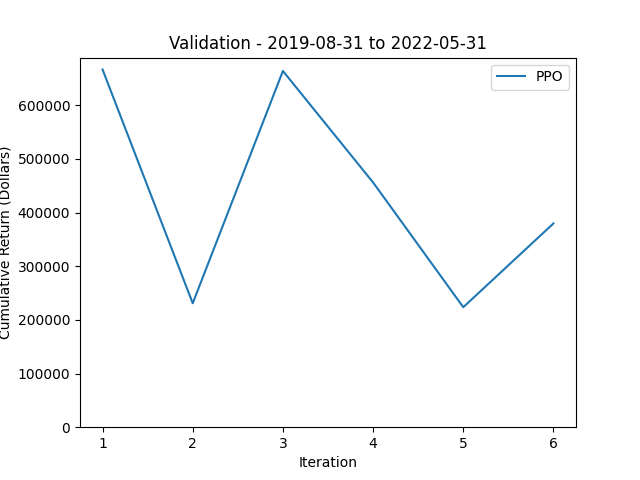 Validation - 2019-08-31 to 2022-05-31
PPO
Cumulative Return (Dollars)
600000
500000
400000
300000
200000
100000
0
1 2 3 4 5 6
Iteration